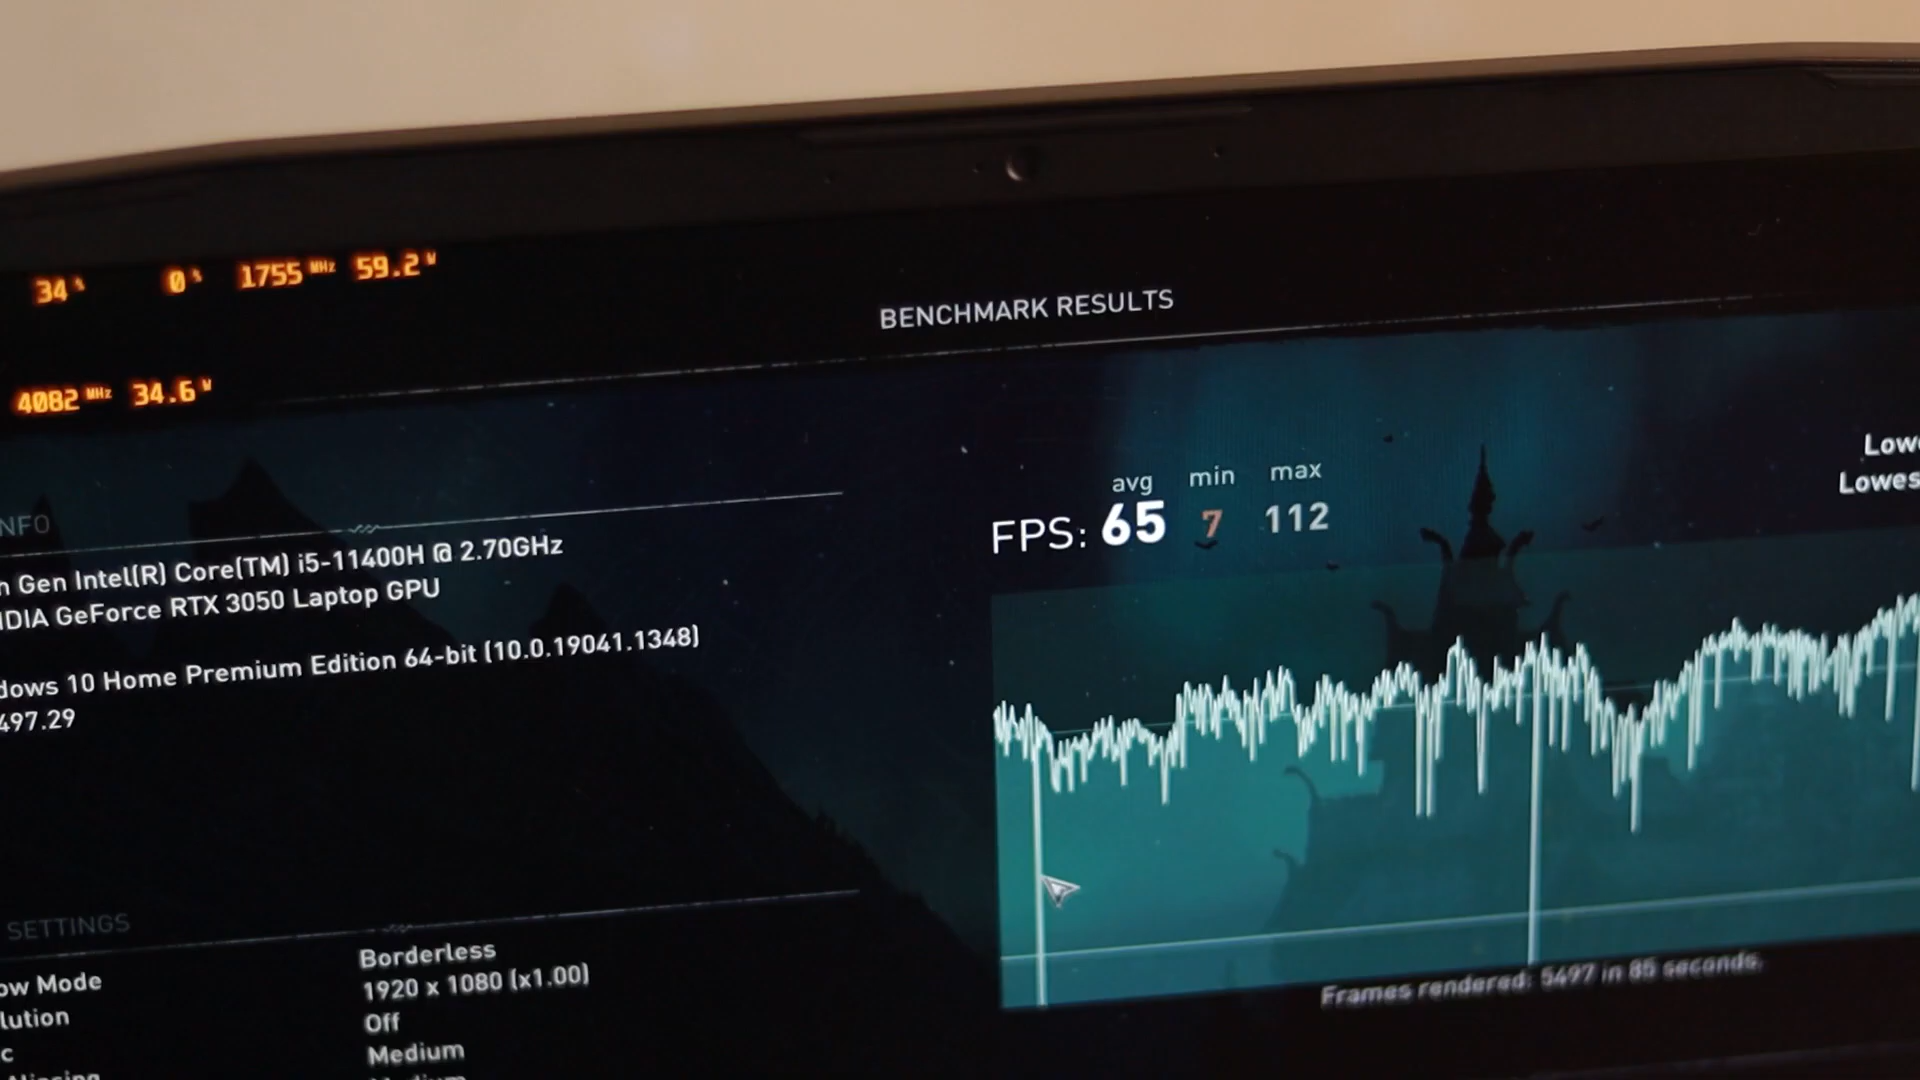 34 % 0 % 1755 MHz 59.2 W
BENCHMARK RESULTS
4082 MHz 34.6 W
Lowe
Lowes
avg min max
FPS: 65 7 112
NFO
n Gen Intel(R) Core(TM) i5-11400H @ 2.70GHz
IDIA GeForce RTX 3050 Laptop GPU
dows 10 Home Premium Edition 64-bit (10.0.19041.1348)
497.29
Frames rendered: 5497 in 85 seconds.
SETTINGS
ow Mode Borderless
lution 1920 x 1080 (x1.00)
c Off
Medium